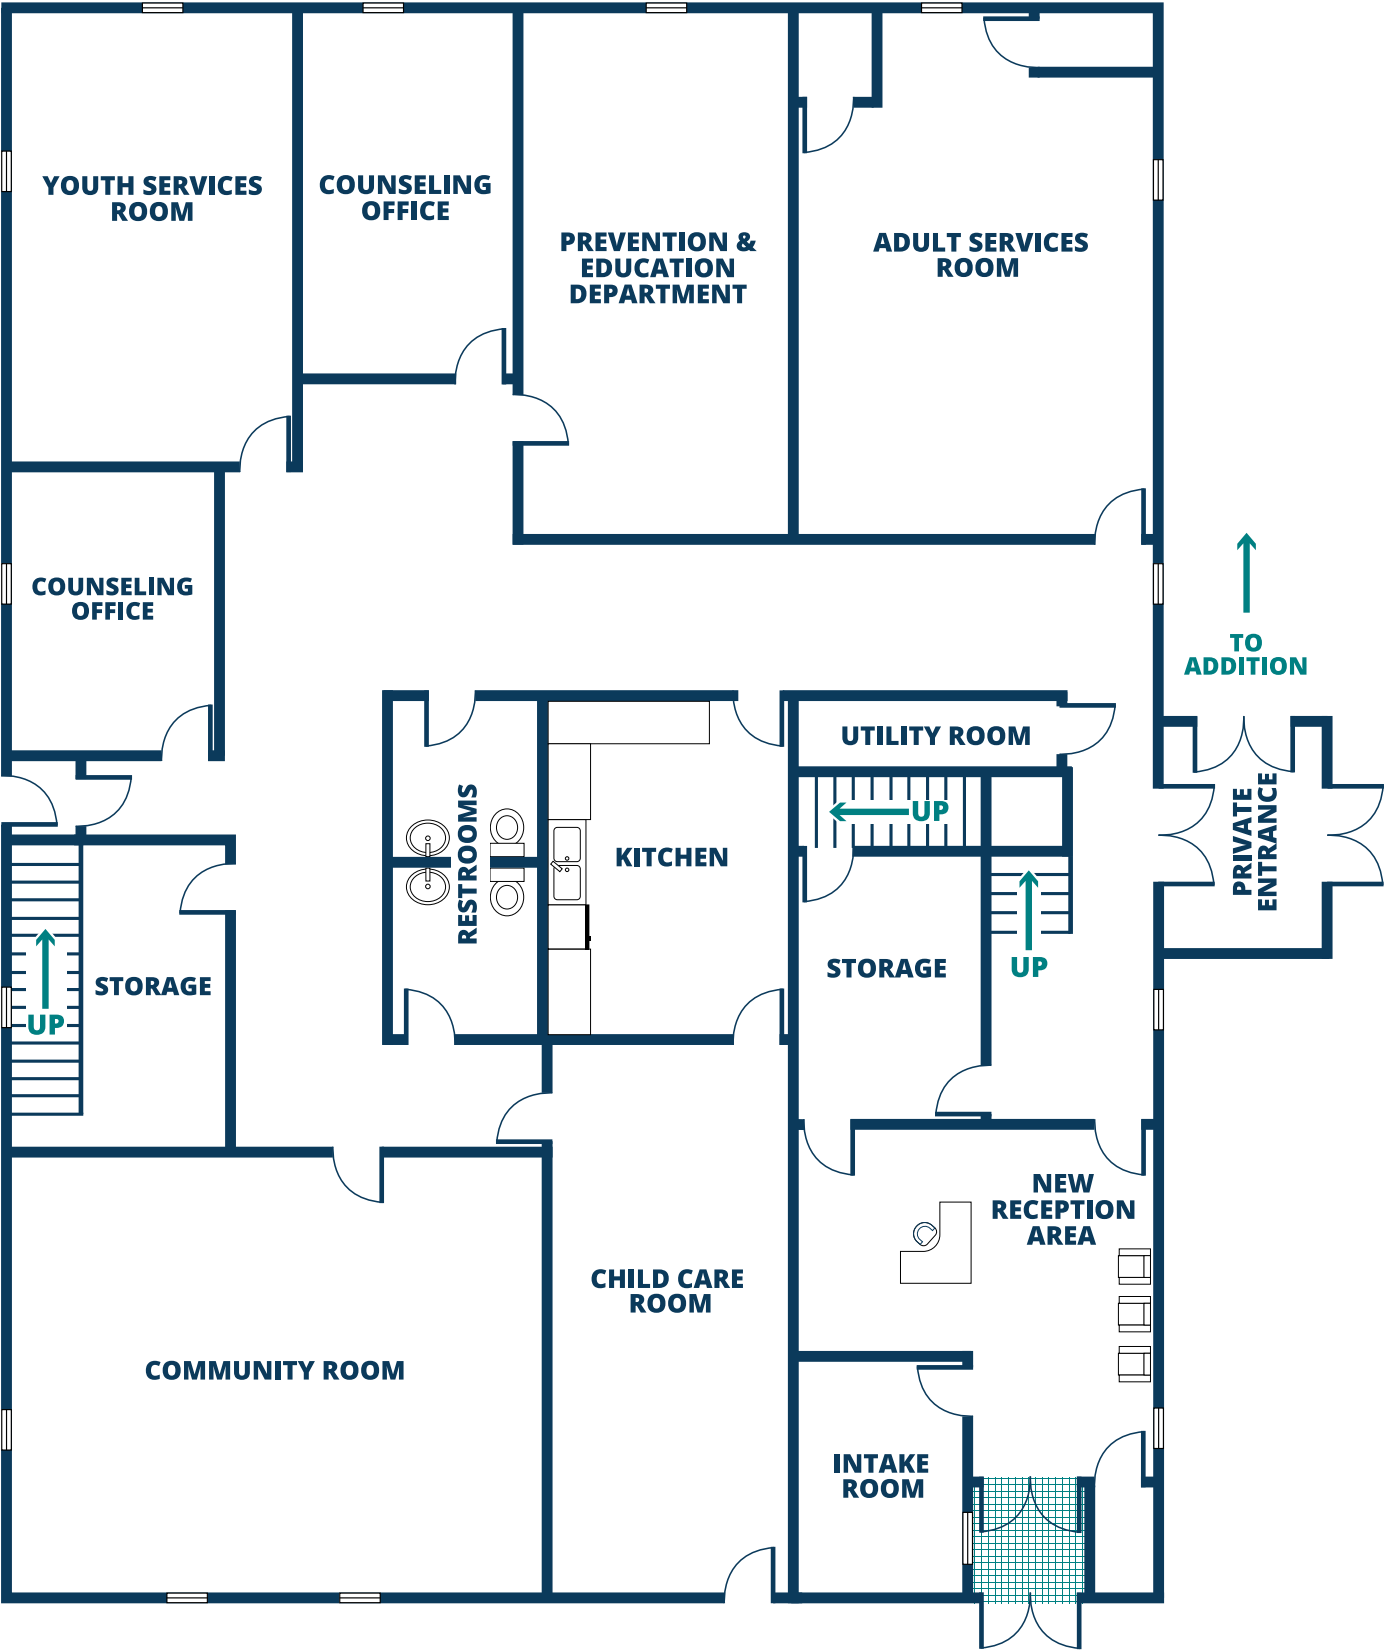 YOUTH SERVICES
ROOM
COUNSELING
OFFICE
PREVENTION &
EDUCATION
DEPARTMENT
ADULT SERVICES
ROOM
COUNSELING
OFFICE
TO
ADDITION
UTILITY ROOM
UP
PRIVATE
ENTRANCE
RESTROOMS
KITCHEN
STORAGE
UP
STORAGE
UP
NEW
RECEPTION
AREA
CHILD CARE
ROOM
COMMUNITY ROOM
INTAKE
ROOM